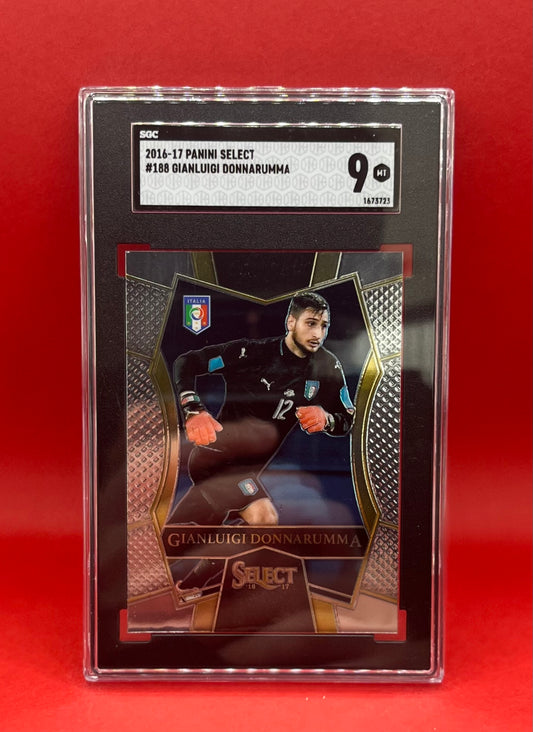 SGC
2016-17 PANINI SELECT
#188 GIANLUIGI DONNARUMMA
9 MT
1673723
ITALIA
12
GIANLUIGI DONNARUMMA
SELECT
'16 17